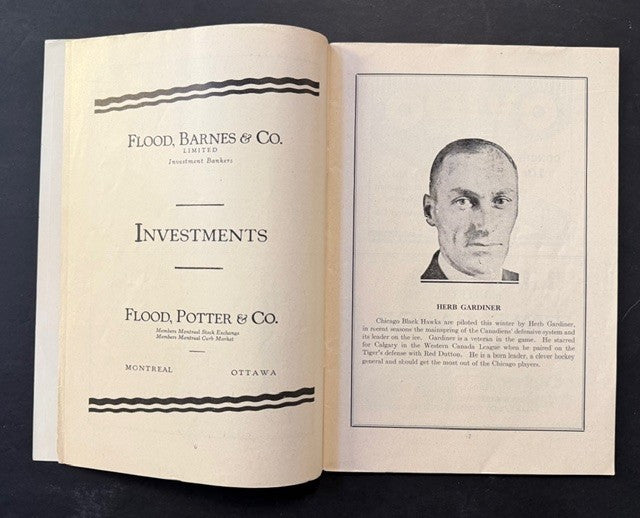 FLOOD, BARNES & CO.
LIMITED
Investment Bankers
INVESTMENTS
FLOOD, POTTER & CO.
Members Montreal Stock Exchange
Members Montreal Curb Market
MONTREAL OTTAWA
6
HERB GARDINER
Chicago Black Hawks are piloted this winter by Herb Gardiner,
in recent seasons the mainspring of the Canadiens' defensive system and
its leader on the ice. Gardiner is a veteran in the game. He starred
for Calgary in the Western Canada League when he paired on the
Tiger's defense with Red Dutton. He is a born leader, a clever hockey
general and should get the most out of the Chicago players.
7